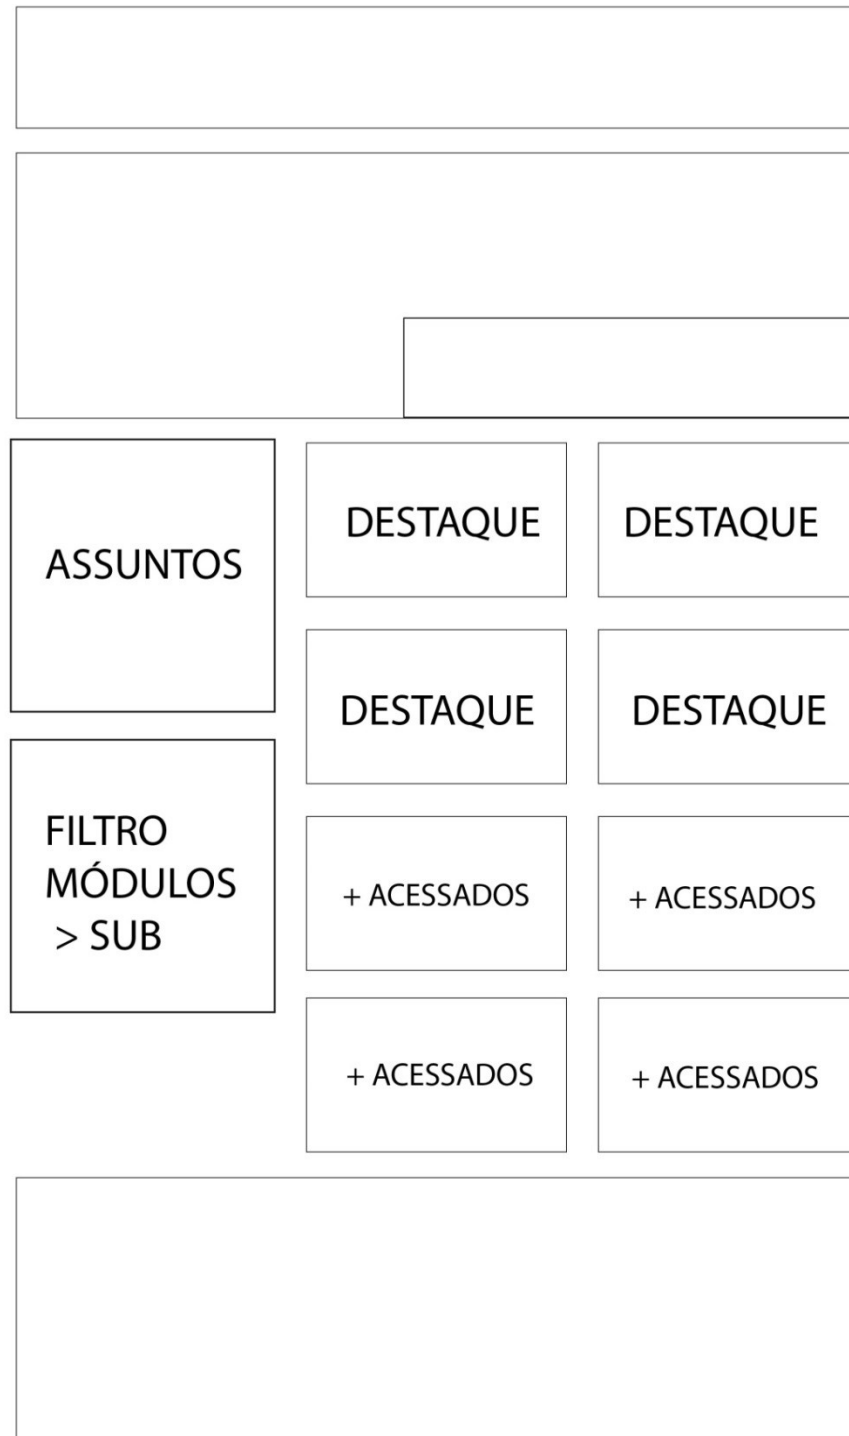 ASSUNTOS
DESTAQUE
DESTAQUE
DESTAQUE
DESTAQUE
FILTRO
MÓDULOS
> SUB
+ ACESSADOS
+ ACESSADOS
+ ACESSADOS
+ ACESSADOS